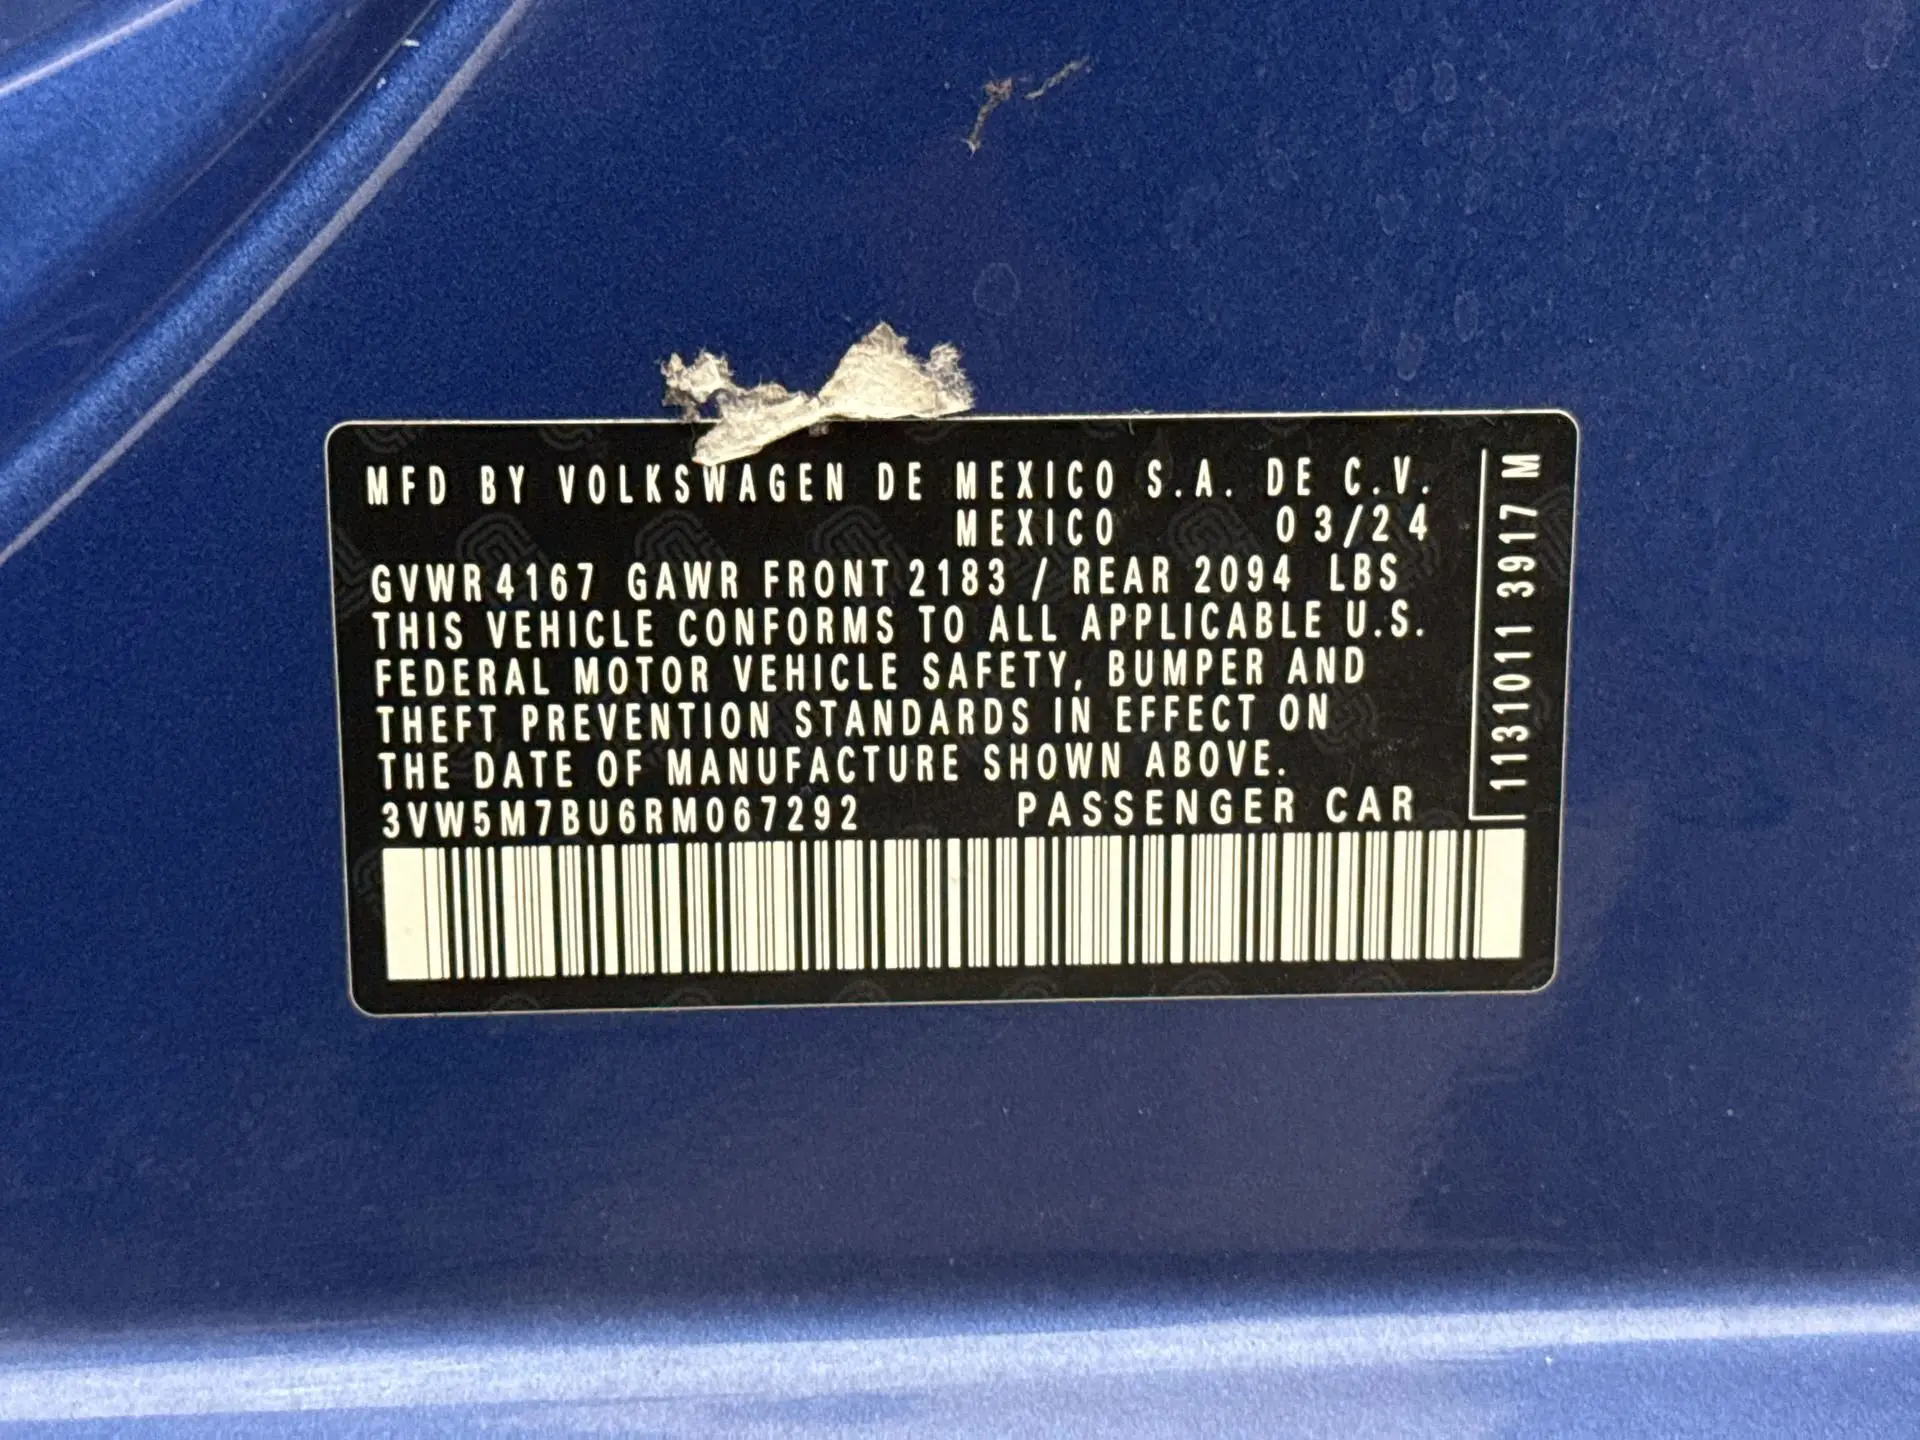 MFD BY VOLKSWAGEN DE MEXICO S.A. DE C.V.
MEXICO 03/24
GVWR 4167 GAWR FRONT 2183 / REAR 2094 LBS
THIS VEHICLE CONFORMS TO ALL APPLICABLE U.S.
FEDERAL MOTOR VEHICLE SAFETY, BUMPER AND
THEFT PREVENTION STANDARDS IN EFFECT ON
THE DATE OF MANUFACTURE SHOWN ABOVE.
3VW5M7BU6RM067292 PASSENGER CAR
1131011 3917 M